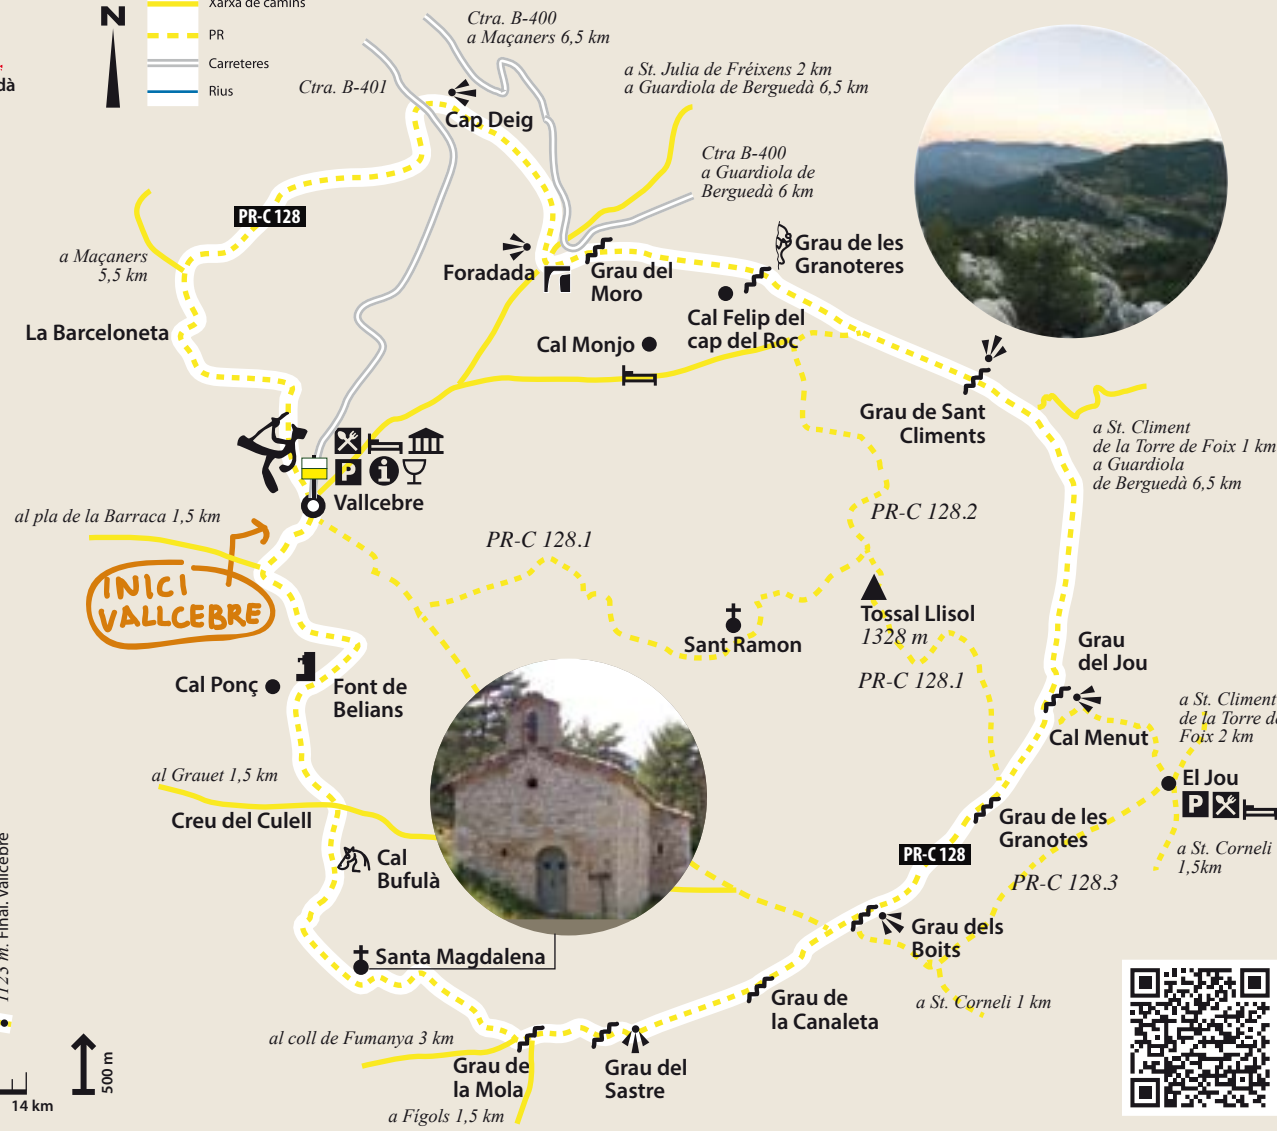 Xarxa de camins
N
PR
Carreteres
Rius
dà
Ctra. B-400
a Maçaners 6,5 km
Ctra. B-401
a St. Julia de Fréixens 2 km
a Guardiola de Berguedà 6,5 km
Cap Deig
Ctra B-400
a Guardiola de
Berguedà 6 km
PR-C 128
a Maçaners
5,5 km
Foradada
Grau del
Moro
Grau de les
Granoteres
La Barceloneta
Cal Monjo
Cal Felip del
cap del Roc
Grau de Sant
Climents
a St. Climent
de la Torre de Foix 1 km
a Guardiola
de Berguedà 6,5 km
P
i
Vallcebre
al pla de la Barraca 1,5 km
PR-C 128.1
PR-C 128.2
INICI
VALLCEBRE
Tossal Llisol
1328 m
Sant Ramon
PR-C 128.1
Grau
del Jou
Cal Ponç
Font de
Belians
a St. Climent
de la Torre de
Foix 2 km
Cal Menut
al Grauet 1,5 km
El Jou
P
Creu del Culell
Grau de les
Granotes
PR-C 128
a St. Corneli
1,5km
Cal
Bufulà
PR-C 128.3
Grau dels
Boits
Santa Magdalena
Grau de
la Canaleta
a St. Corneli 1 km
1123 m. Final. Vallcebre
al coll de Fumanya 3 km
Grau de
la Mola
Grau del
Sastre
a Fígols 1,5 km
500 m
14 km